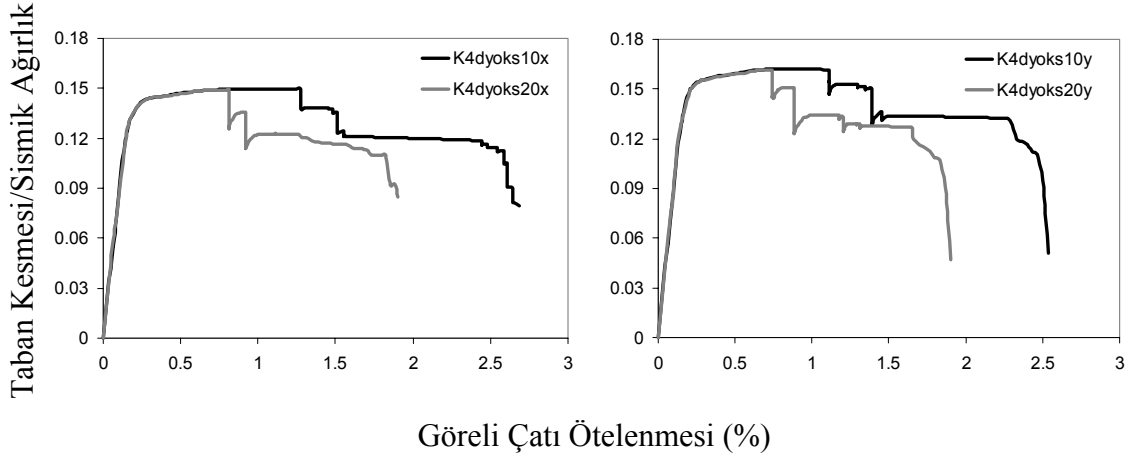 Taban Kesmesi/Sismik Ağırlık
0.18
0.15
0.12
0.09
0.06
0.03
0
0 0.5 1 1.5 2 2.5 3
K4dyoks10x
K4dyoks20x
0.18
0.15
0.12
0.09
0.06
0.03
0
0 0.5 1 1.5 2 2.5 3
K4dyoks10y
K4dyoks20y
Göreli Çatı Ötelenmesi (%)